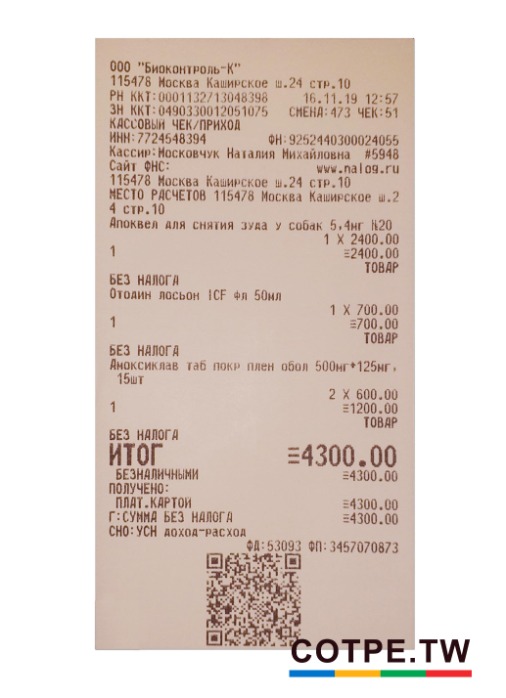 ООО "Биоконтроль-К"
115478 Москва Каширское ш.24 стр.10
РН ККТ:0001132713048398 16.11.19 12:57
ЗН ККТ:0490330012051075 СМЕНА:473 ЧЕК:51
КАССОВЫЙ ЧЕК/ПРИХОД
ИНН:7724548394 ФН:9252440300024055
Кассир:Московчук Наталия Михайловна #5948
Сайт ФНС: www.nalog.ru
115478 Москва Каширское ш.24 стр.10
МЕСТО РАСЧЕТОВ 115478 Москва Каширское ш.2
4 стр.10
Апоквел для снятия зуда у собак 5,4мг N20
1 X 2400.00
1 ≡2400.00
ТОВАР
БЕЗ НАЛОГА
Отодин лосьон ICF фл 50мл
1 X 700.00
1 ≡700.00
ТОВАР
БЕЗ НАЛОГА
Амоксиклав таб покр плен обол 500мг*125мг,
15шт
2 X 600.00
1 ≡1200.00
ТОВАР
БЕЗ НАЛОГА
ИТОГ ≡4300.00
БЕЗНАЛИЧНЫМИ ≡4300.00
ПОЛУЧЕНО:
ПЛАТ.КАРТОЙ ≡4300.00
Г:СУММА БЕЗ НАЛОГА ≡4300.00
СНО:УСН доход-расход
ФД:53093 ФП:3457070873
COTPE.TW